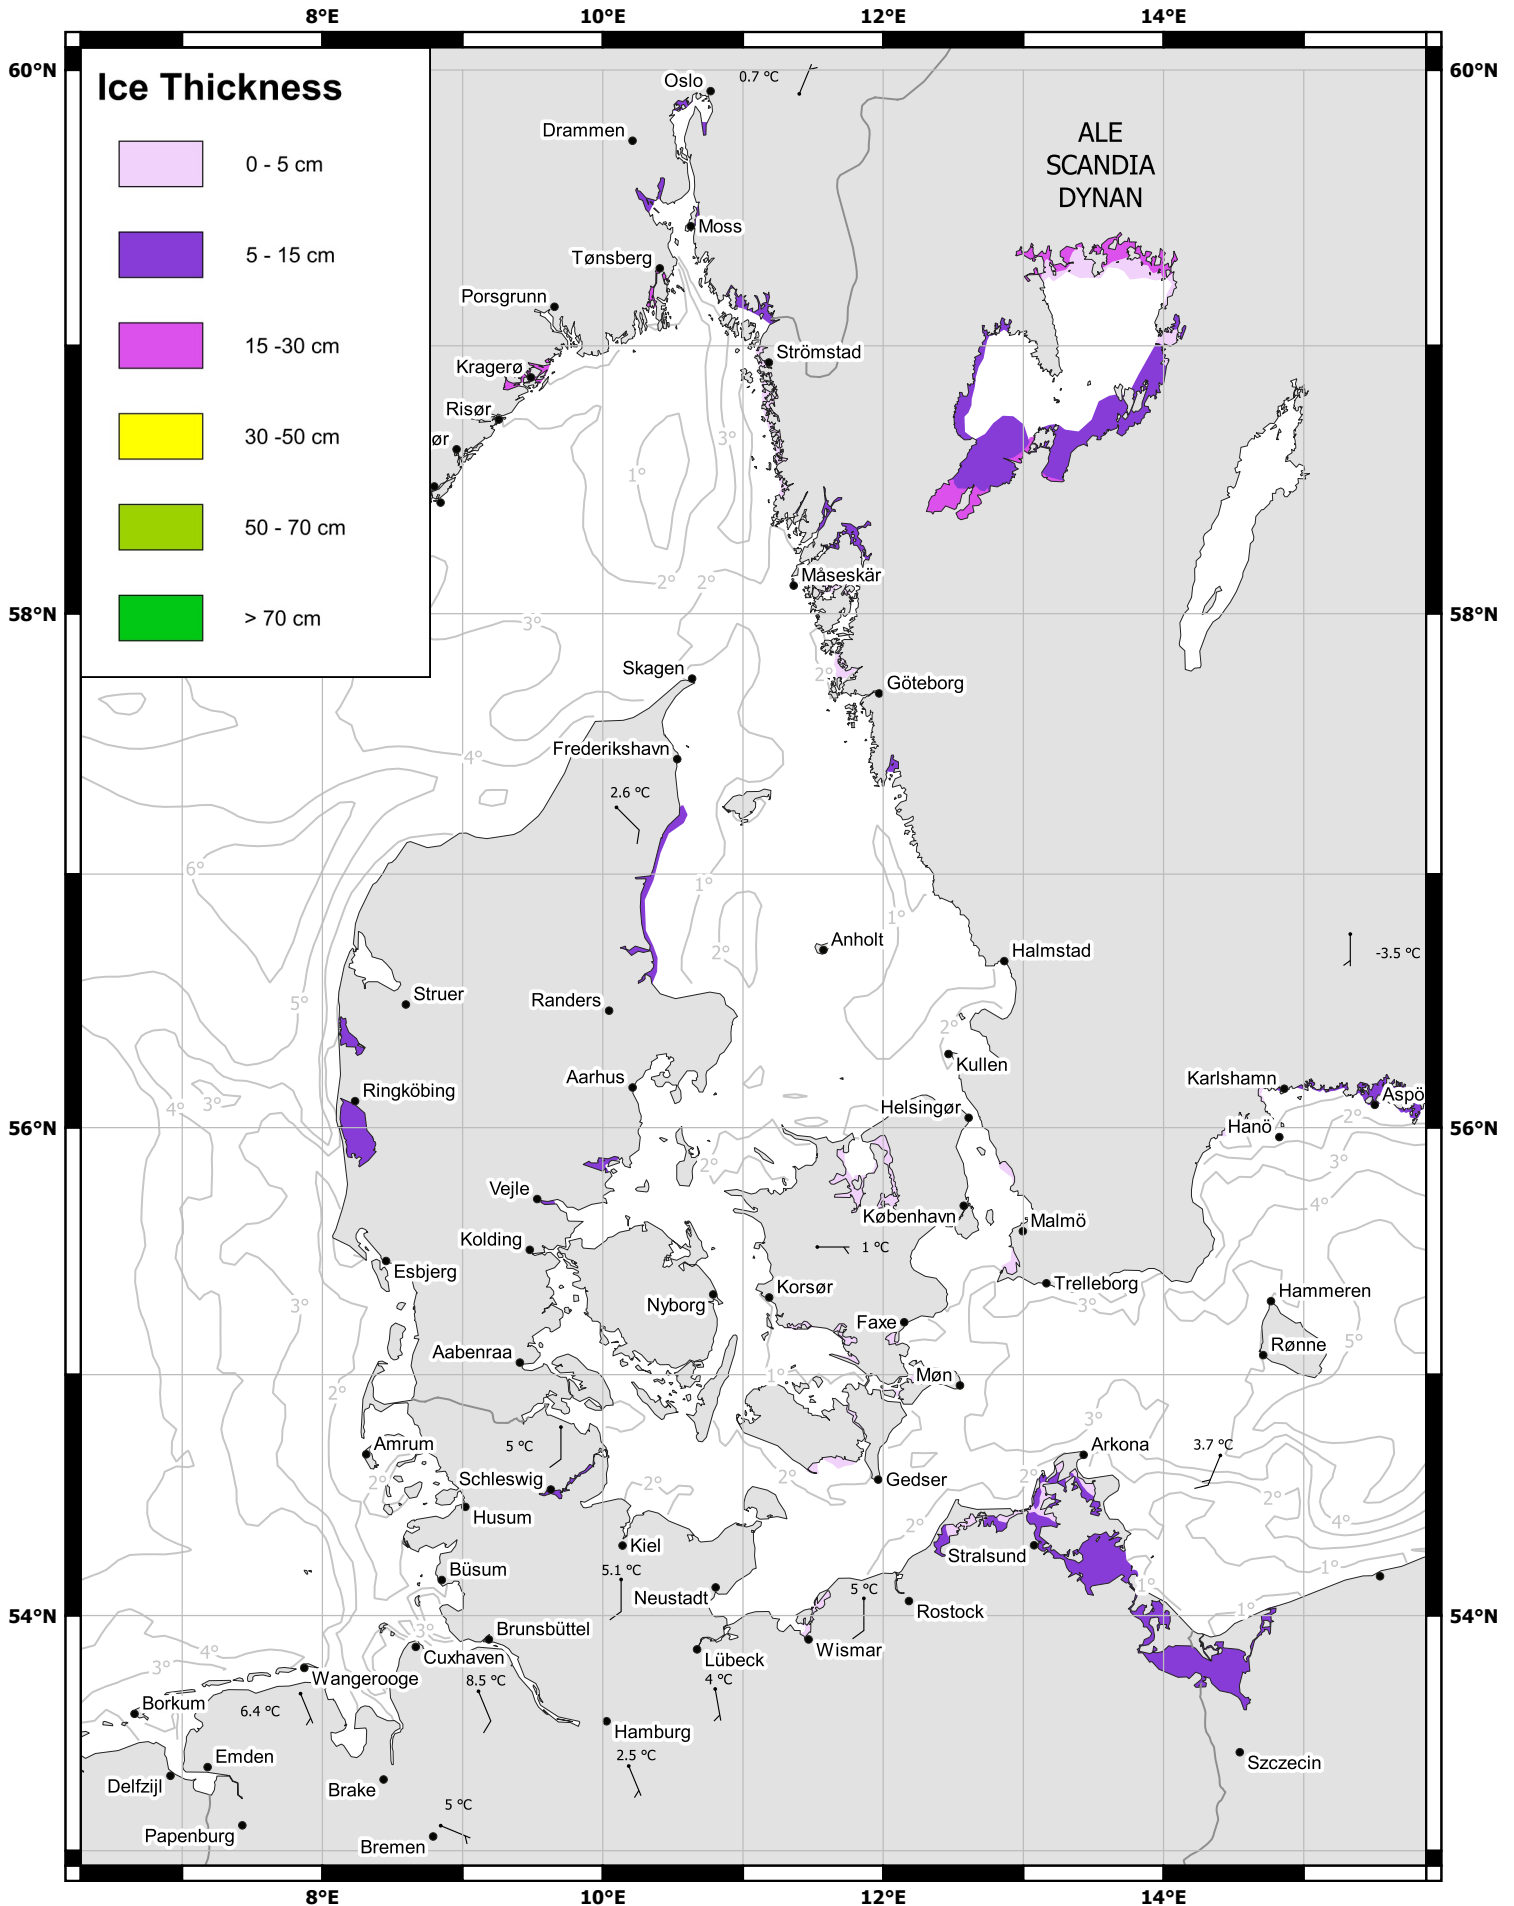 8°E
10°E
12°E
14°E
60°N
60°N
Ice Thickness
0 - 5 cm
5 - 15 cm
15 -30 cm
30 -50 cm
50 - 70 cm
> 70 cm
Oslo
0.7 °C
Drammen
ALE
SCANDIA
DYNAN
Moss
Tønsberg
Porsgrunn
Strömstad
Kragerø
Risør
ør
3°
1°
Måseskär
2°
2°
58°N
58°N
3°
Skagen
2°
Göteborg
Frederikshavn
4°
2.6 °C
6°
1°
1°
Anholt
Halmstad
2°
-3.5 °C
Struer
Randers
5°
2°
Kullen
Aarhus
Karlshamn
Ringköbing
Aspö
4°
3°
Helsingør
2°
56°N
56°N
Hanö
2°
3°
Vejle
4°
København
Malmö
Kolding
1 °C
Esbjerg
Trelleborg
Korsør
Hammeren
3°
Nyborg
3°
Faxe
5°
Rønne
Aabenraa
Møn
1°
2°
3°
Amrum
5 °C
Arkona
3.7 °C
2°
Schleswig
2°
2°
2°
Gedser
2°
Husum
4°
2°
Kiel
Stralsund
Büsum
5.1 °C
1°
1°
Neustadt
5 °C
Rostock
1°
54°N
54°N
3°
Brunsbüttel
4°
Cuxhaven
Wismar
3°
Lübeck
Wangerooge
8.5 °C
4 °C
Borkum
6.4 °C
Hamburg
Emden
2.5 °C
Szczecin
Delfzijl
Brake
5 °C
Papenburg
Bremen
8°E
10°E
12°E
14°E